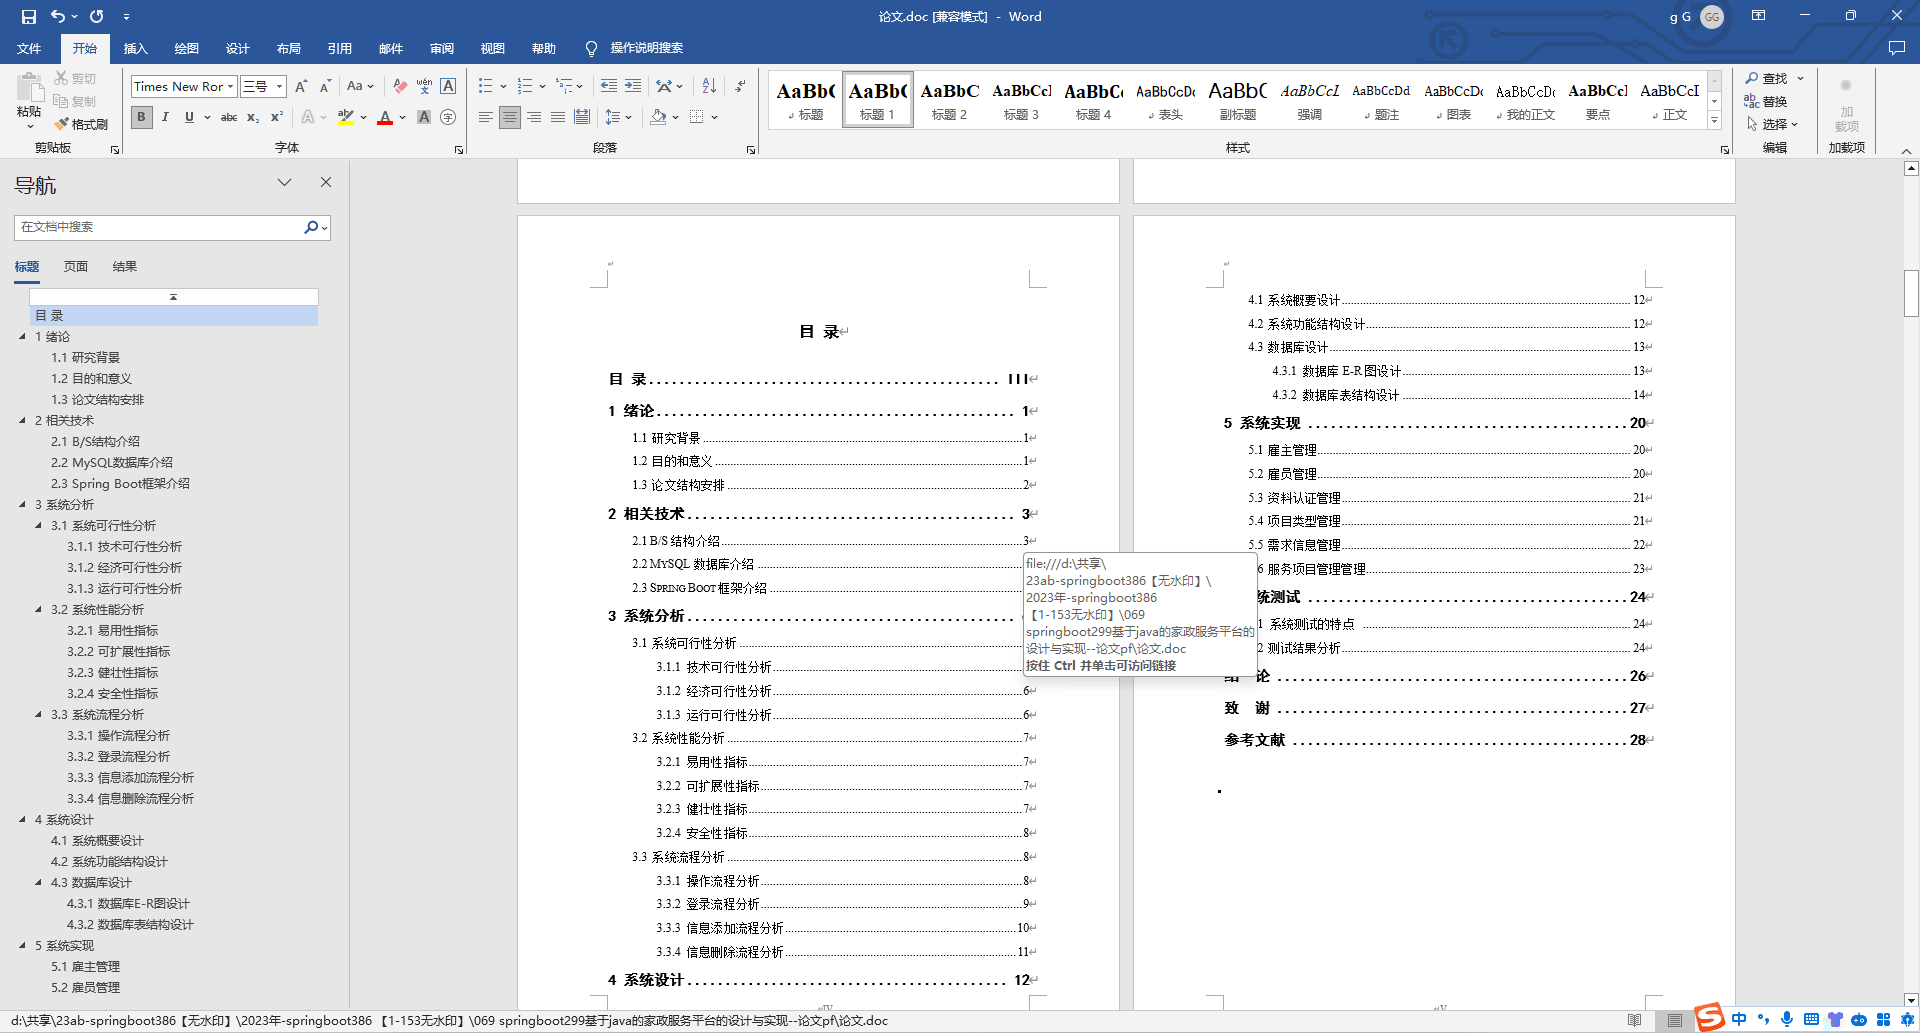 论文.doc [兼容模式] - Word
g G
GG
文件 开始 插入 绘图 设计 布局 引用 邮件 审阅 视图 帮助 操作说明搜索
粘贴
剪切
复制
格式刷
剪贴板
Times New Ror 三号
字体
段落
AaBb( 标题
AaBb( 标题 1
AaBbC 标题 2
AaBbCcI 标题 3
AaBbC 标题 4
AaBbCcDc 表头
AaBbC 副标题
AaBbCcL 强调
AaBbCcDd 题注
AaBbCcDc 图表
AaBbCcDc 我的正文
AaBbCcI 要点
AaBbCcI 正文
样式
查找
替换
选择
编辑
加载项
加载项
导航
在文档中搜索
标题 页面 结果
目 录
1 绪论
1.1 研究背景
1.2 目的和意义
1.3 论文结构安排
2 相关技术
2.1 B/S结构介绍
2.2 MySQL数据库介绍
2.3 Spring Boot框架介绍
3 系统分析
3.1 系统可行性分析
3.1.1 技术可行性分析
3.1.2 经济可行性分析
3.1.3 运行可行性分析
3.2 系统性能分析
3.2.1 易用性指标
3.2.2 可扩展性指标
3.2.3 健壮性指标
3.2.4 安全性指标
3.3 系统流程分析
3.3.1 操作流程分析
3.3.2 登录流程分析
3.3.3 信息添加流程分析
3.3.4 信息删除流程分析
4 系统设计
4.1 系统概要设计
4.2 系统功能结构设计
4.3 数据库设计
4.3.1 数据库E-R图设计
4.3.2 数据库表结构设计
5 系统实现
5.1 雇主管理
5.2 雇员管理
目 录
目 录 III
1 绪论 1
1.1 研究背景 1
1.2 目的和意义 1
1.3 论文结构安排 2
2 相关技术 3
2.1 B/S 结构介绍 3
2.2 MYSQL 数据库介绍
2.3 SPRING BOOT 框架介绍
3 系统分析
3.1 系统可行性分析
3.1.1 技术可行性分析
3.1.2 经济可行性分析 6
3.1.3 运行可行性分析 6
3.2 系统性能分析 7
3.2.1 易用性指标 7
3.2.2 可扩展性指标 7
3.2.3 健壮性指标 7
3.2.4 安全性指标 8
3.3 系统流程分析 8
3.3.1 操作流程分析 8
3.3.2 登录流程分析 9
3.3.3 信息添加流程分析 10
3.3.4 信息删除流程分析 11
4 系统设计 12
IV
4.1 系统概要设计 12
4.2 系统功能结构设计 12
4.3 数据库设计 13
4.3.1 数据库 E-R 图设计 13
4.3.2 数据库表结构设计 14
5 系统实现 20
5.1 雇主管理 20
5.2 雇员管理 20
5.3 资料认证管理 21
5.4 项目类型管理 21
5.5 需求信息管理 22
6 服务项目管理管理 23
统测试 24
1 系统测试的特点 24
2 测试结果分析 24
结 论 26
致 谢 27
参考文献 28
V
file:///d:\共享\
23ab-springboot386【无水印】\
2023年-springboot386
【1-153无水印】\069
springboot299基于java的家政服务平台的
设计与实现--论文pf\论文.doc
按住 Ctrl 并单击可访问链接
d:\共享\23ab-springboot386【无水印】\2023年-springboot386 【1-153无水印】\069 springboot299基于java的家政服务平台的设计与实现--论文pf\论文.doc
中